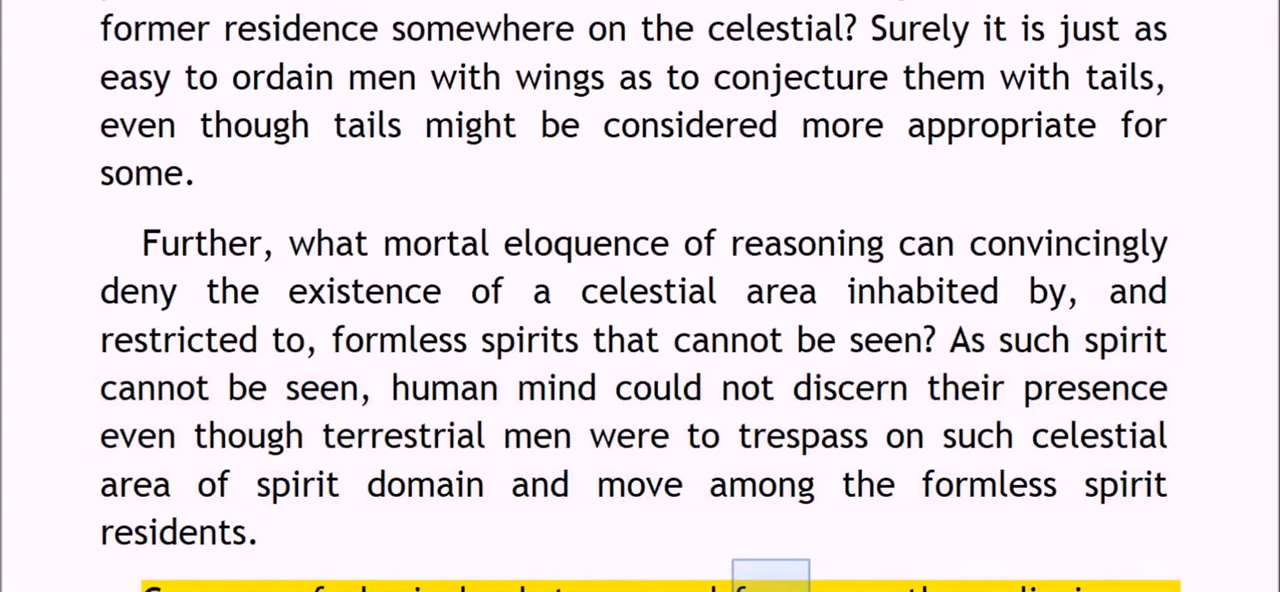 former residence somewhere on the celestial? Surely it is just as
easy to ordain men with wings as to conjecture them with tails,
even though tails might be considered more appropriate for
some.
Further, what mortal eloquence of reasoning can convincingly
deny the existence of a celestial area inhabited by, and
restricted to, formless spirits that cannot be seen? As such spirit
cannot be seen, human mind could not discern their presence
even though terrestrial men were to trespass on such celestial
area of spirit domain and move among the formless spirit
residents.